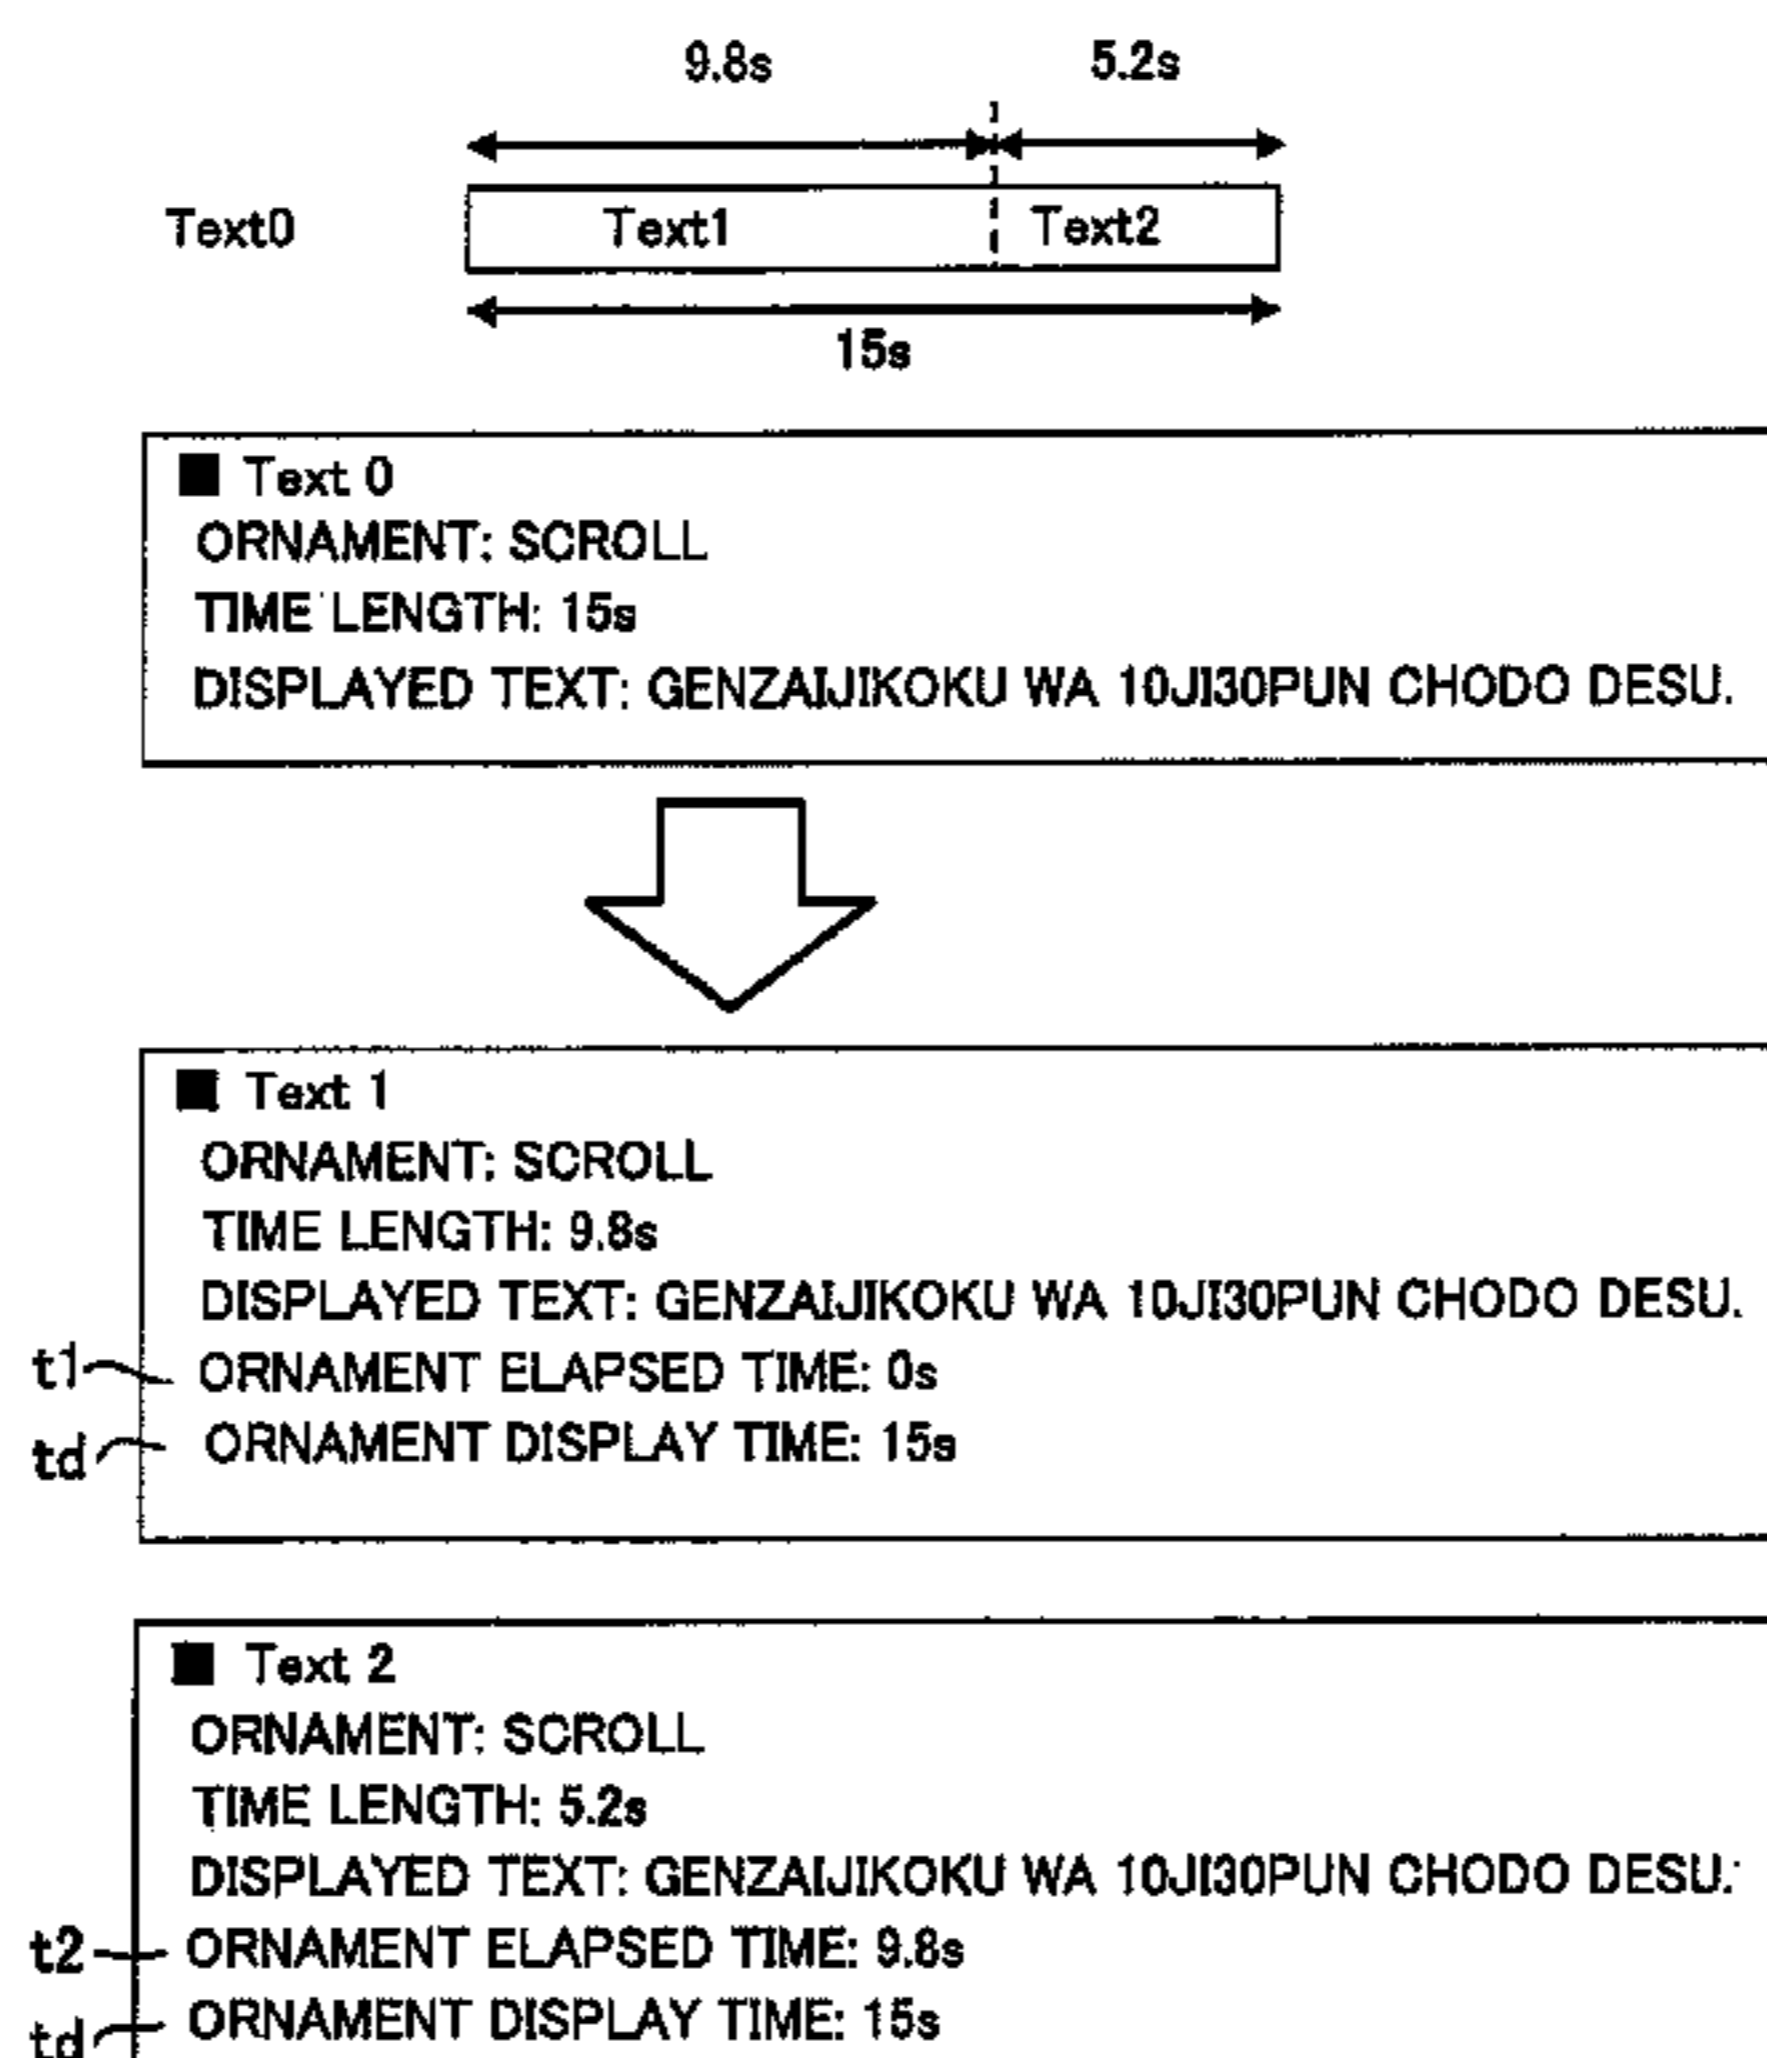 9.8s 5.2s
Text0 Text1 Text2
15s
■ Text 0
ORNAMENT: SCROLL
TIME LENGTH: 15s
DISPLAYED TEXT: GENZAIJIKOKU WA 10JI30PUN CHODO DESU.
■ Text 1
ORNAMENT: SCROLL
TIME LENGTH: 9.8s
DISPLAYED TEXT: GENZAIJIKOKU WA 10JI30PUN CHODO DESU.
t1 ORNAMENT ELAPSED TIME: 0s
td ORNAMENT DISPLAY TIME: 15s
■ Text 2
ORNAMENT: SCROLL
TIME LENGTH: 5.2s
DISPLAYED TEXT: GENZAIJIKOKU WA 10JI30PUN CHODO DESU.
t2 ORNAMENT ELAPSED TIME: 9.8s
td ORNAMENT DISPLAY TIME: 15s